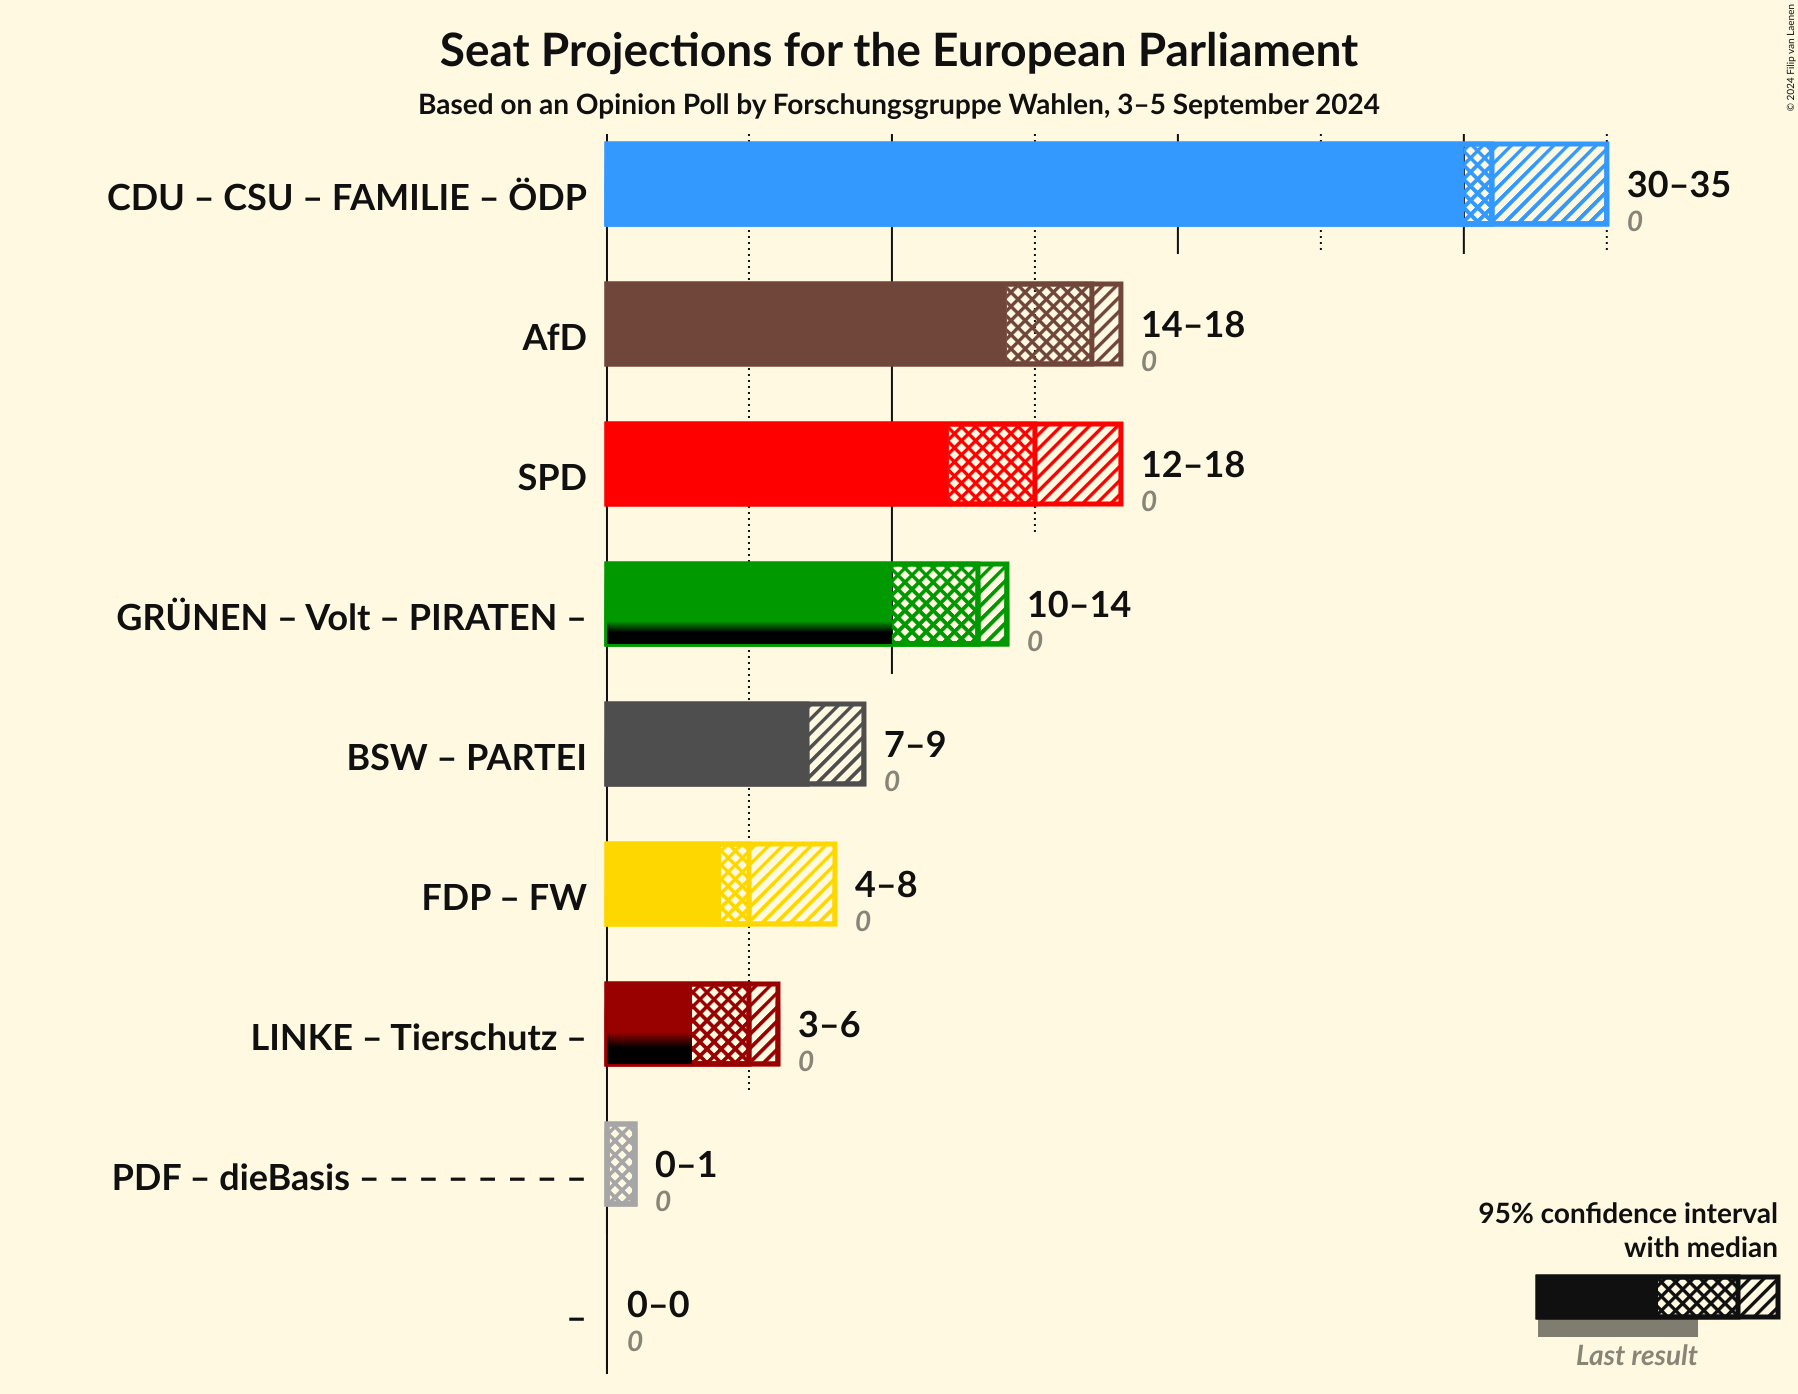 Seat Projections for the European Parliament
Based on an Opinion Poll by Forschungsgruppe Wahlen, 3–5 September 2024
© 2024 Filip van Laenen
CDU – CSU – FAMILIE – ÖDP
30–35
0
AfD
14–18
0
SPD
12–18
0
GRÜNEN – Volt – PIRATEN –
10–14
0
BSW – PARTEI
7–9
0
FDP – FW
4–8
0
LINKE – Tierschutz –
3–6
0
PDF – dieBasis – – – – – – – –
0–1
0
–
0–0
0
95% confidence interval
with median
Last result